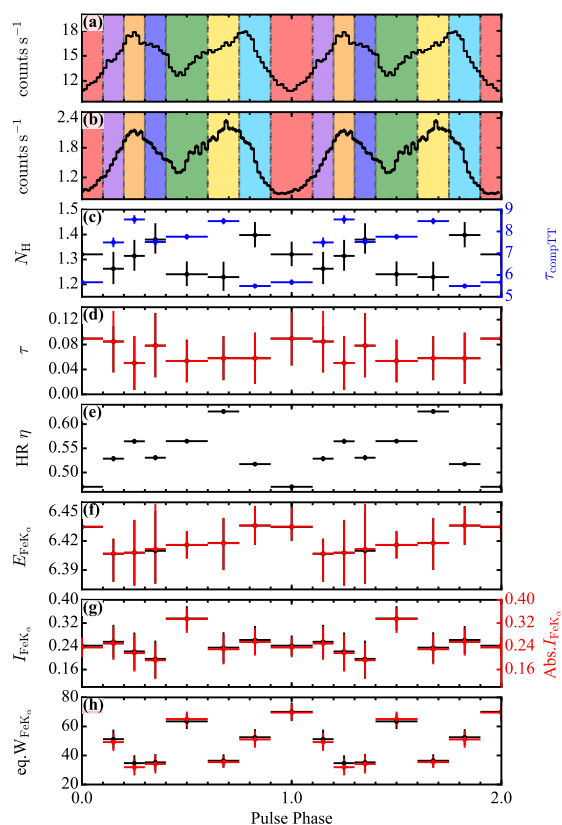 (a)
counts s⁻¹
18
15
12
(b)
counts s⁻¹
2.4
1.8
1.2
(c)
N_H
1.5
1.4
1.3
1.2
9
8
7
6
5
τ_compTT
(d)
τ
0.12
0.08
0.04
0.00
(e)
HR η
0.60
0.55
0.50
(f)
E_FeKα
6.45
6.42
6.39
(g)
I_FeKα
0.40
0.32
0.24
0.16
0.40
0.32
0.24
0.16
Abs.I_FeKα
(h)
eq.W_FeKα
80
60
40
20
0.0 1.0 2.0
Pulse Phase